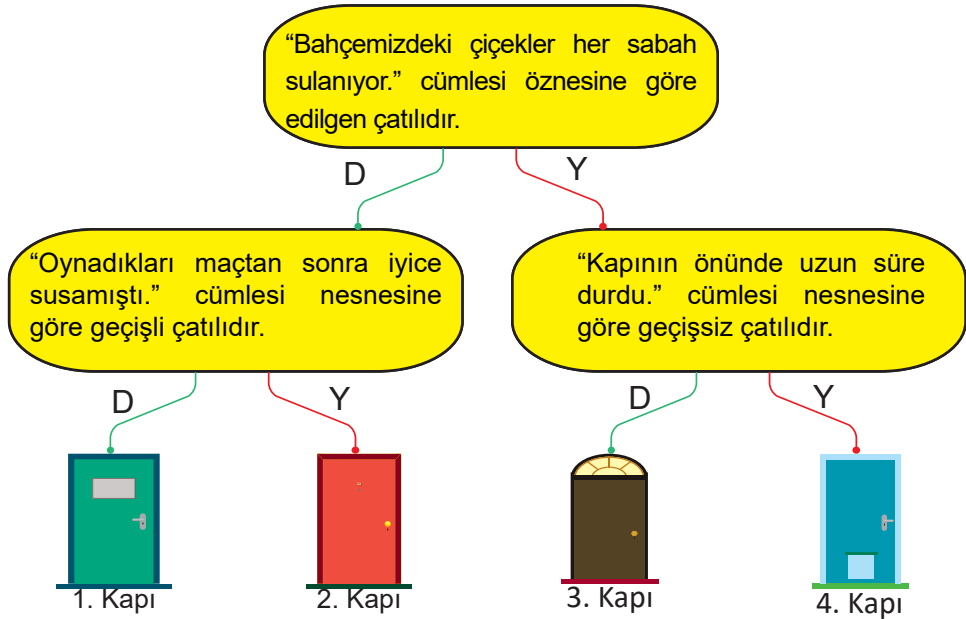 “Bahçemizdeki çiçekler her sabah
sulanıyor.” cümlesi öznesine göre
edilgen çatılıdır.
D
Y
“Oynadıkları maçtan sonra iyice
susamıştı.” cümlesi nesnesine
göre geçişli çatılıdır.
“Kapının önünde uzun süre
durdu.” cümlesi nesnesine
göre geçişsiz çatılıdır.
D
Y
D
Y
1. Kapı
2. Kapı
3. Kapı
4. Kapı